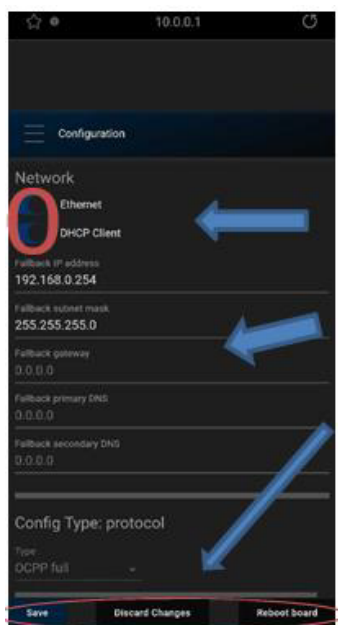 10.0.0.1
Configuration
Network
Ethernet
DHCP Client
Fallback IP address
192.168.0.254
Fallback subnet mask
255.255.255.0
Fallback gateway
0.0.0.0
Fallback primary DNS
0.0.0.0
Fallback secondary DNS
0.0.0.0
Config Type: protocol
Type
OCPP full
Save Discard Changes Reboot board